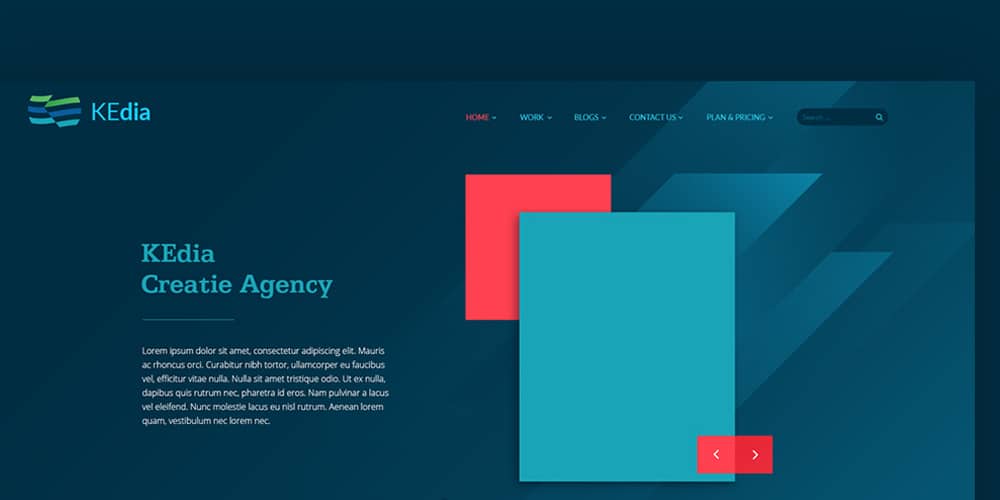 KEdia
HOME WORK BLOGS CONTACT US PLAN & PRICING Search ...
KEdia
Creatie Agency
Lorem ipsum dolor sit amet, consectetur adipiscing elit. Mauris
ac rhoncus orci. Curabitur nibh tortor, ullamcorper eu faucibus
vel, efficitur vitae nulla. Nulla sit amet tristique odio. Ut ex nulla,
dapibus quis rutrum nec, pharetra id eros. Nam pulvinar a lacus
vel eleifend. Nunc molestie lacus eu nisl rutrum. Aenean lorem
quam, vestibulum nec lorem nec.